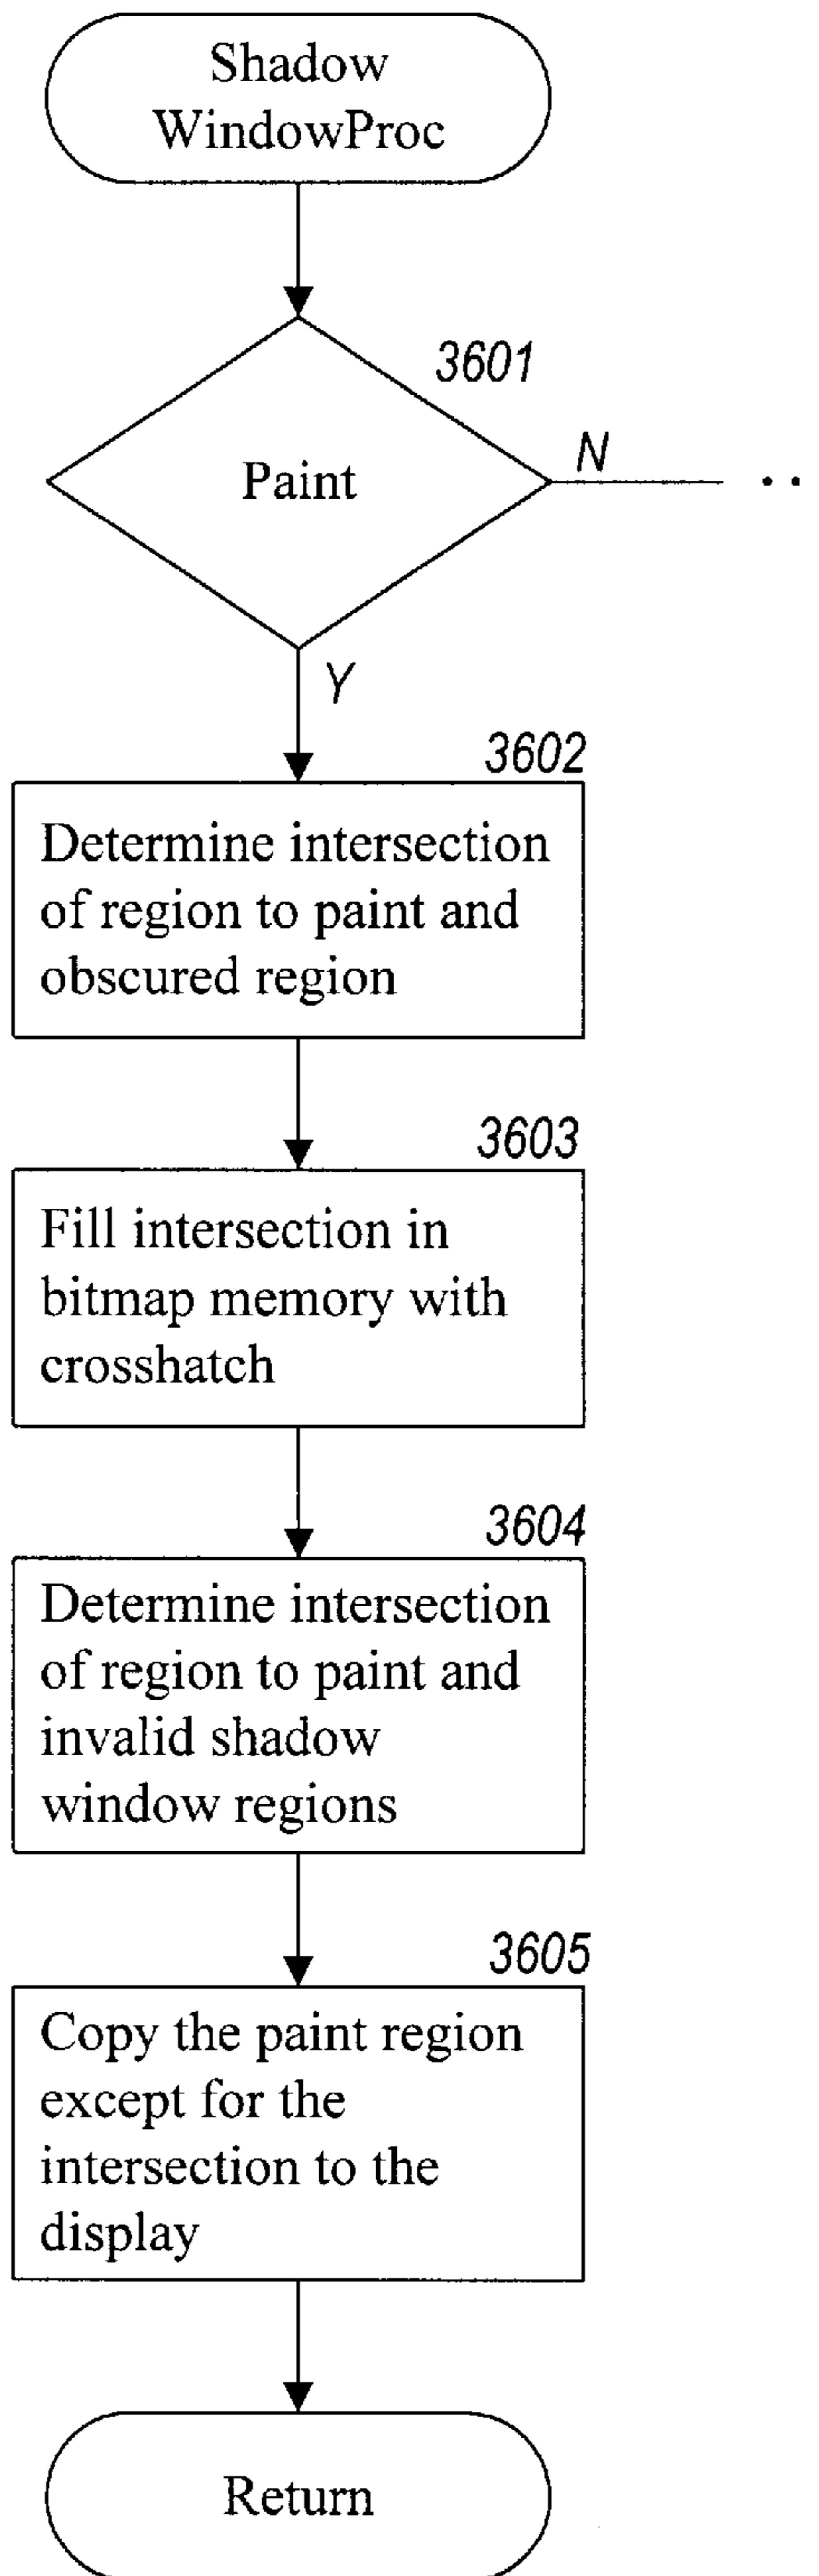 Shadow
WindowProc
3601
Paint
N
Y
3602
Determine intersection
of region to paint and
obscured region
3603
Fill intersection in
bitmap memory with
crosshatch
3604
Determine intersection
of region to paint and
invalid shadow
window regions
3605
Copy the paint region
except for the
intersection to the
display
Return